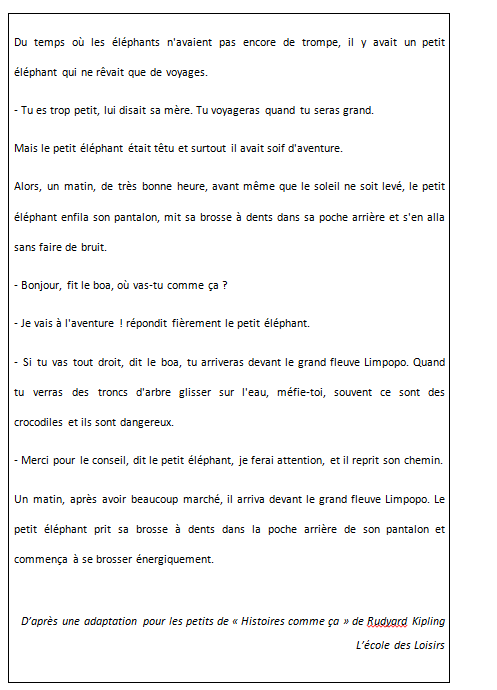 Du temps où les éléphants n'avaient pas encore de trompe, il y avait un petit
éléphant qui ne rêvait que de voyages.
- Tu es trop petit, lui disait sa mère. Tu voyageras quand tu seras grand.
Mais le petit éléphant était têtu et surtout il avait soif d'aventure.
Alors, un matin, de très bonne heure, avant même que le soleil ne soit levé, le petit
éléphant enfila son pantalon, mit sa brosse à dents dans sa poche arrière et s'en alla
sans faire de bruit.
- Bonjour, fit le boa, où vas-tu comme ça ?
- Je vais à l'aventure ! répondit fièrement le petit éléphant.
- Si tu vas tout droit, dit le boa, tu arriveras devant le grand fleuve Limpopo. Quand
tu verras des troncs d'arbre glisser sur l'eau, méfie-toi, souvent ce sont des
crocodiles et ils sont dangereux.
- Merci pour le conseil, dit le petit éléphant, je ferai attention, et il reprit son chemin.
Un matin, après avoir beaucoup marché, il arriva devant le grand fleuve Limpopo. Le
petit éléphant prit sa brosse à dents dans la poche arrière de son pantalon et
commença à se brosser énergiquement.
D'après une adaptation pour les petits de « Histoires comme ça » de Rudyard Kipling
L'école des Loisirs